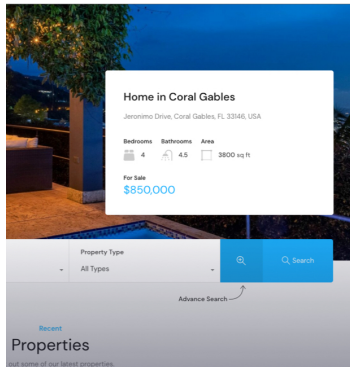 Home in Coral Gables
Jeronimo Drive, Coral Gables, FL 33146, USA
Bedrooms Bathrooms Area
4 4.5 3800 sq ft
For Sale
$850,000
Property Type
All Types
Search
Advance Search
Recent
Properties
out some of our latest properties.